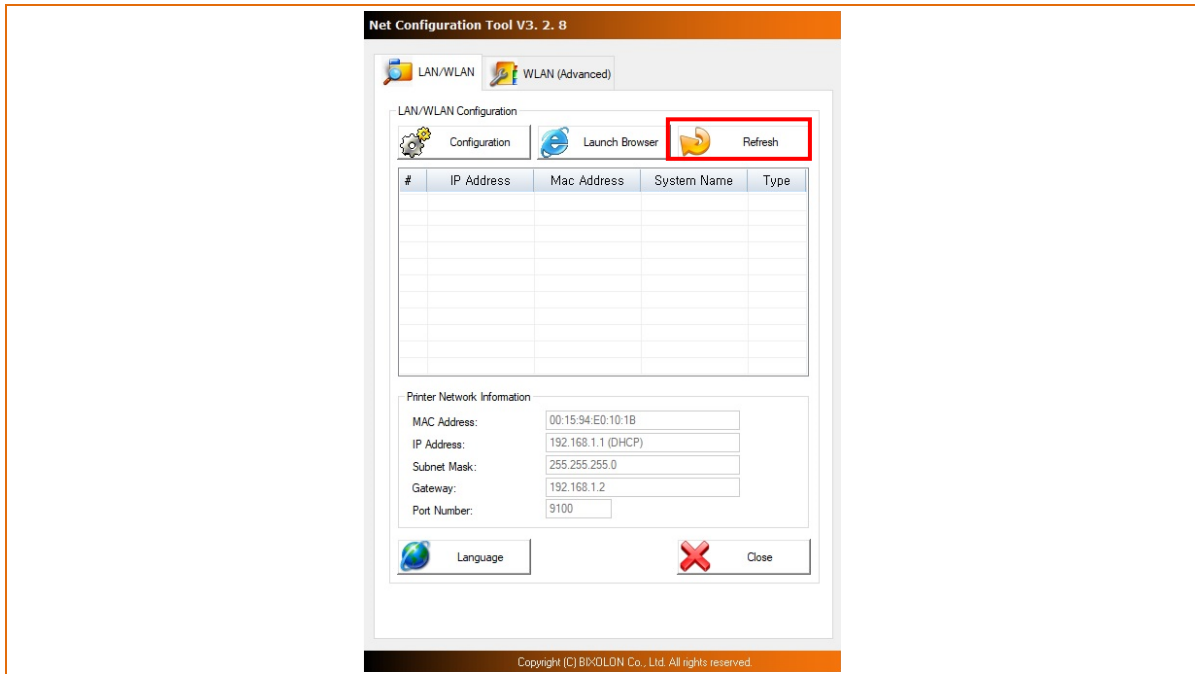 Net Configuration Tool V3. 2. 8
LAN/WLAN WLAN (Advanced)
LAN/WLAN Configuration
Configuration Launch Browser Refresh
# IP Address Mac Address System Name Type
Printer Network Information
MAC Address: 00:15:94:E0:10:1B
IP Address: 192.168.1.1 (DHCP)
Subnet Mask: 255.255.255.0
Gateway: 192.168.1.2
Port Number: 9100
Language Close
Copyright (C) BIXOLON Co., Ltd. All rights reserved.